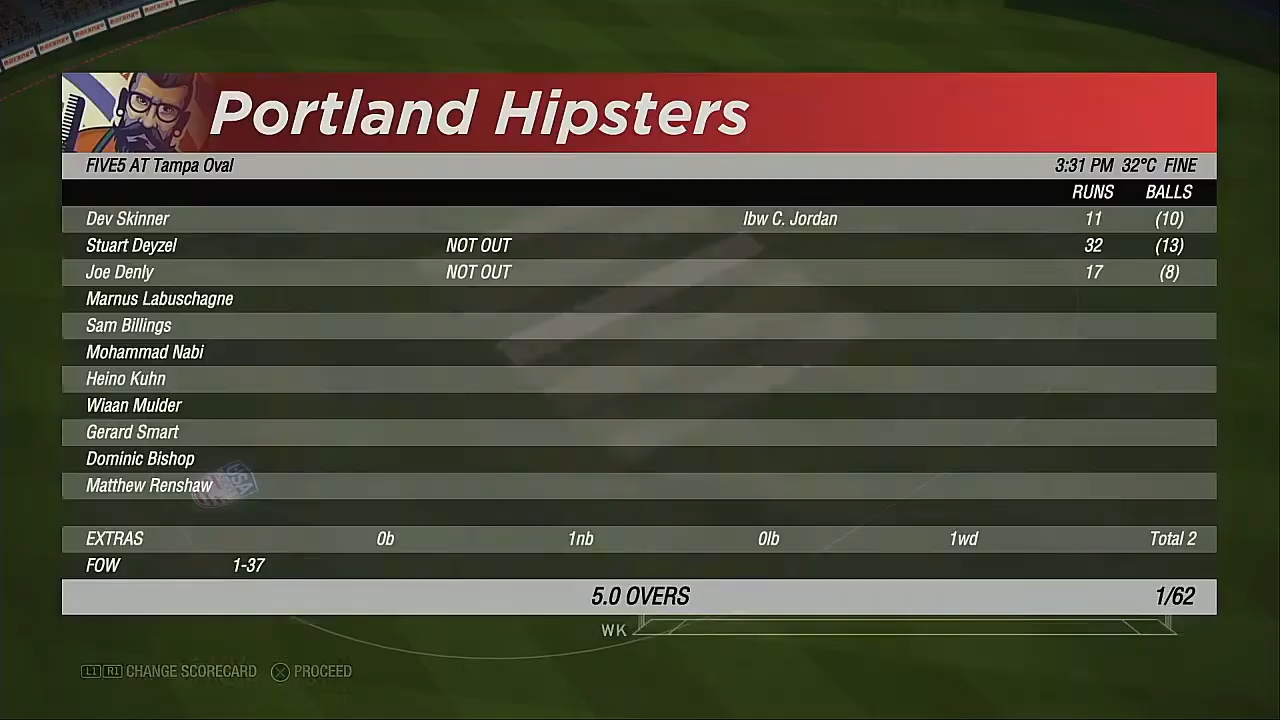 Portland Hipsters
FIVE5 AT Tampa Oval 3:31 PM 32°C FINE
RUNS BALLS
Dev Skinner lbw C. Jordan 11 (10)
Stuart Deyzel NOT OUT 32 (13)
Joe Denly NOT OUT 17 (8)
Marnus Labuschagne
Sam Billings
Mohammad Nabi
Heino Kuhn
Wiaan Mulder
Gerard Smart
Dominic Bishop
Matthew Renshaw
USA
EXTRAS 0b 1nb 0lb 1wd Total 2
FOW 1-37
5.0 OVERS 1/62
WK
L1 R1 CHANGE SCORECARD PROCEED